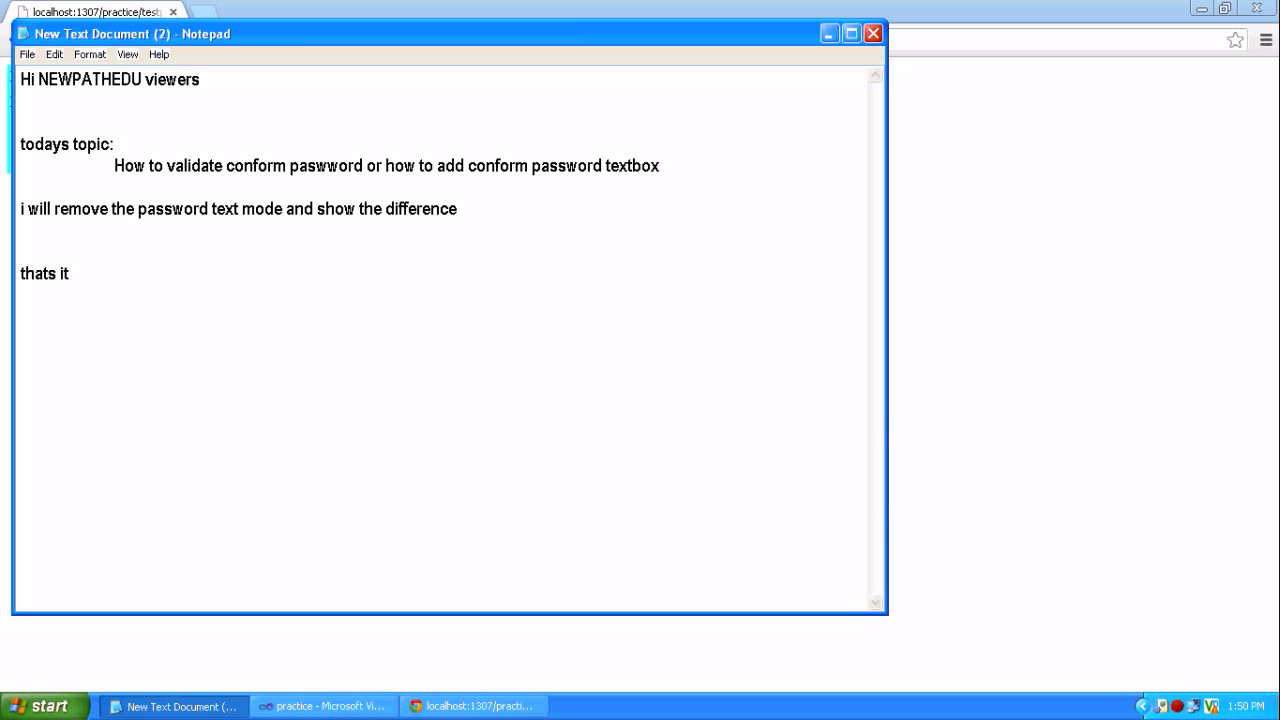 localhost:1307/practice/test
New Text Document (2) - Notepad
File Edit Format View Help
Hi NEWPATHEDU viewers
todays topic:
How to validate conform paswword or how to add conform password textbox
i will remove the password text mode and show the difference
thats it
start
New Text Document (...
practice - Microsoft Vi...
localhost:1307/practi...
1:50 PM